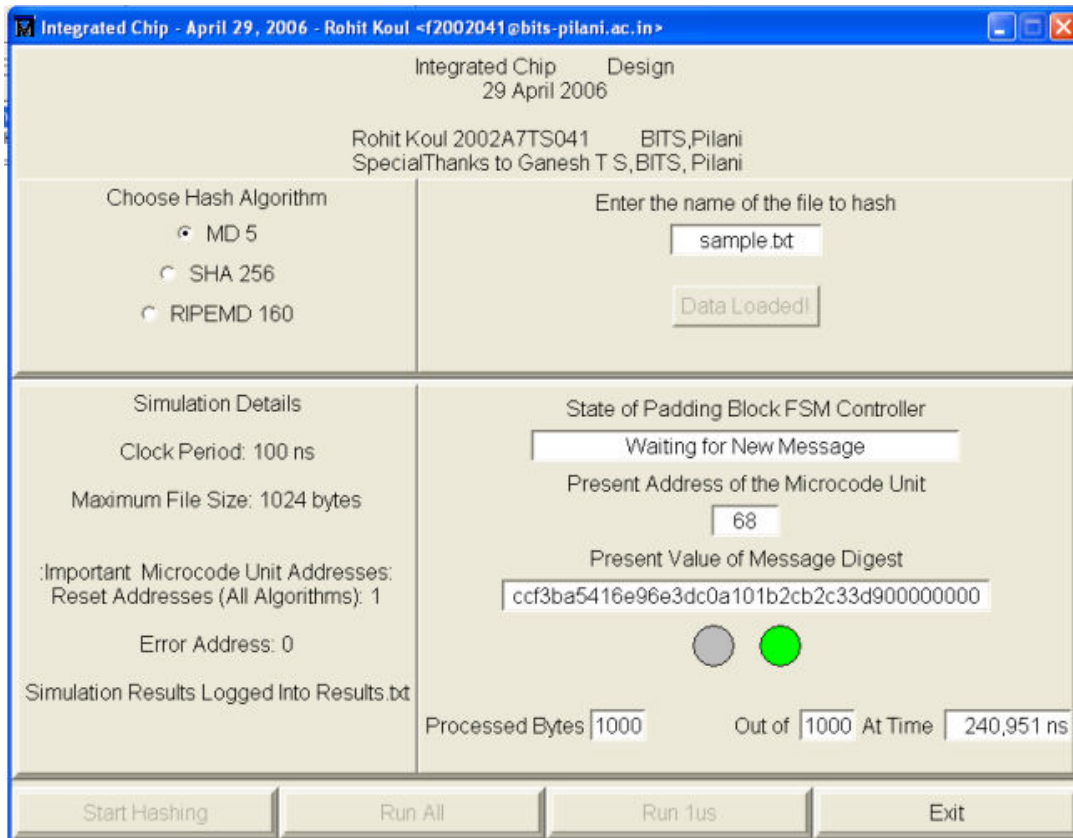 Integrated Chip - April 29, 2006 - Rohit Koul <f2002041@bits-pilani.ac.in>
Integrated Chip Design
29 April 2006
Rohit Koul 2002A7TS041 BITS,Pilani
SpecialThanks to Ganesh T S,BITS, Pilani
Choose Hash Algorithm
MD 5
SHA 256
RIPEMD 160
Enter the name of the file to hash
sample.txt
Data Loaded!
Simulation Details
Clock Period: 100 ns
Maximum File Size: 1024 bytes
:Important Microcode Unit Addresses:
Reset Addresses (All Algorithms): 1
Error Address: 0
Simulation Results Logged Into Results.txt
State of Padding Block FSM Controller
Waiting for New Message
Present Address of the Microcode Unit
68
Present Value of Message Digest
ccf3ba5416e96e3dc0a101b2cb2c33d900000000
Processed Bytes 1000 Out of 1000 At Time 240,951 ns
Start Hashing Run All Run 1us Exit